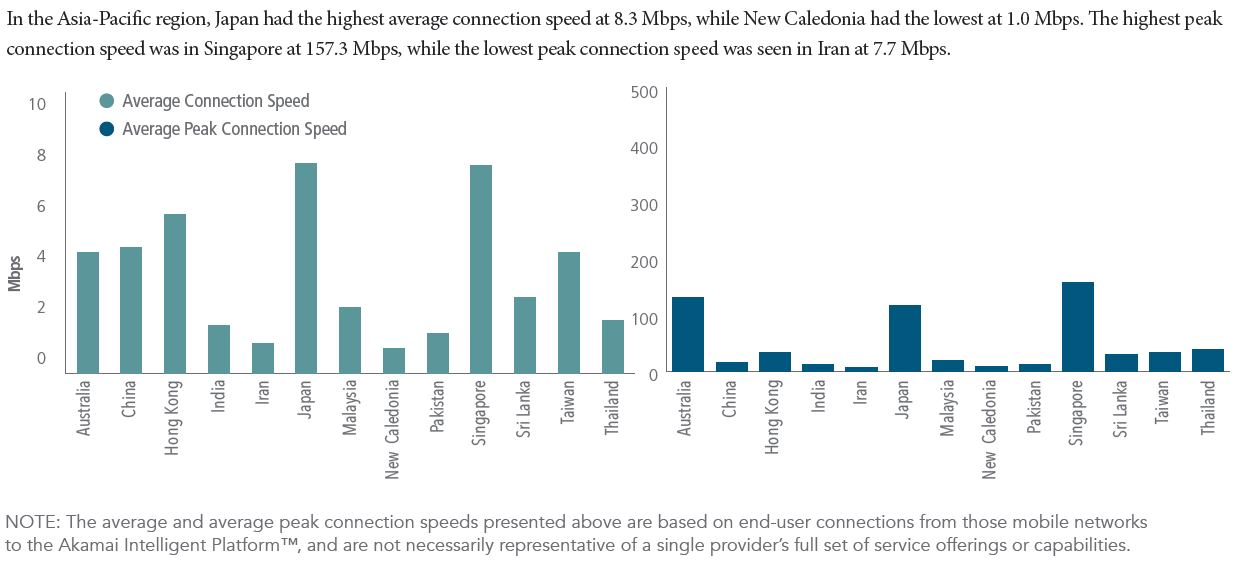 In the Asia-Pacific region, Japan had the highest average connection speed at 8.3 Mbps, while New Caledonia had the lowest at 1.0 Mbps. The highest peak
connection speed was in Singapore at 157.3 Mbps, while the lowest peak connection speed was seen in Iran at 7.7 Mbps.
Average Connection Speed
Average Peak Connection Speed
Mbps
10
8
6
4
2
0
Australia
China
Hong Kong
India
Iran
Japan
Malaysia
New Caledonia
Pakistan
Singapore
Sri Lanka
Taiwan
Thailand
500
400
300
200
100
0
Australia
China
Hong Kong
India
Iran
Japan
Malaysia
New Caledonia
Pakistan
Singapore
Sri Lanka
Taiwan
Thailand
NOTE: The average and average peak connection speeds presented above are based on end-user connections from those mobile networks
to the Akamai Intelligent Platform™, and are not necessarily representative of a single provider’s full set of service offerings or capabilities.